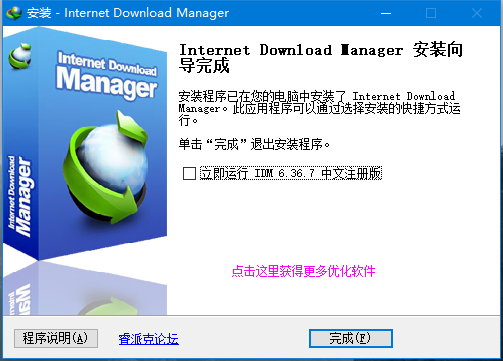 安装 - Internet Download Manager
Internet Download
Manager
Internet Download
Manager
Internet Download Manager 安装向
导完成
安装程序已在您的电脑中安装了 Internet Download
Manager。此应用程序可以通过选择安装的快捷方式运
行。
单击“完成”退出安装程序。
立即运行 IDM 6.36.7 中文注册版
点击这里获得更多优化软件
程序说明(A)
睿派克论坛
完成(F)